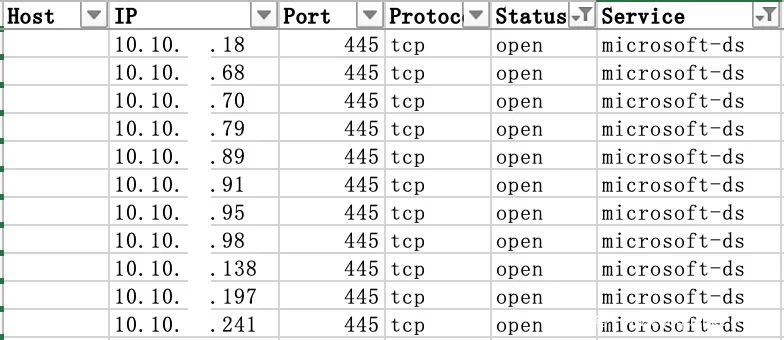 Host IP Port Protoc Status Service
10.10. .18 445 tcp open microsoft-ds
10.10. .68 445 tcp open microsoft-ds
10.10. .70 445 tcp open microsoft-ds
10.10. .79 445 tcp open microsoft-ds
10.10. .89 445 tcp open microsoft-ds
10.10. .91 445 tcp open microsoft-ds
10.10. .95 445 tcp open microsoft-ds
10.10. .98 445 tcp open microsoft-ds
10.10. .138 445 tcp open microsoft-ds
10.10. .197 445 tcp open microsoft-ds
10.10. .241 445 tcp open microsoft-ds